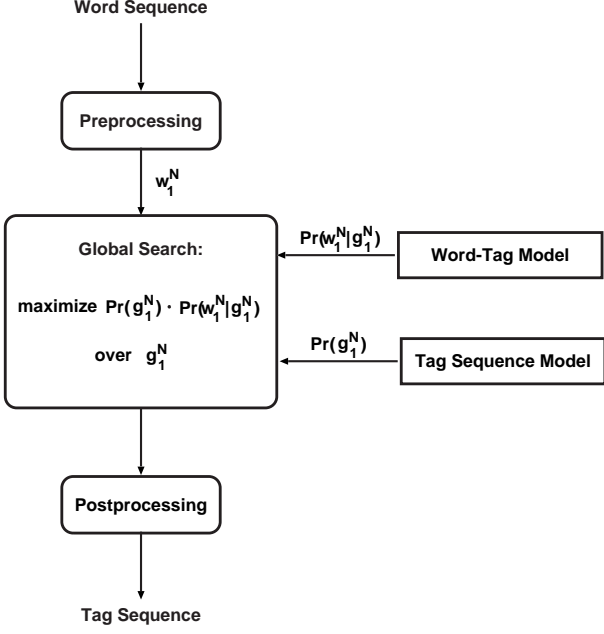 Word Sequence
Preprocessing
w_1^N
Global Search:
maximize Pr(g_1^N) · Pr(w_1^N|g_1^N)
over g_1^N
Pr(w_1^N|g_1^N)
Word-Tag Model
Pr(g_1^N)
Tag Sequence Model
Postprocessing
Tag Sequence